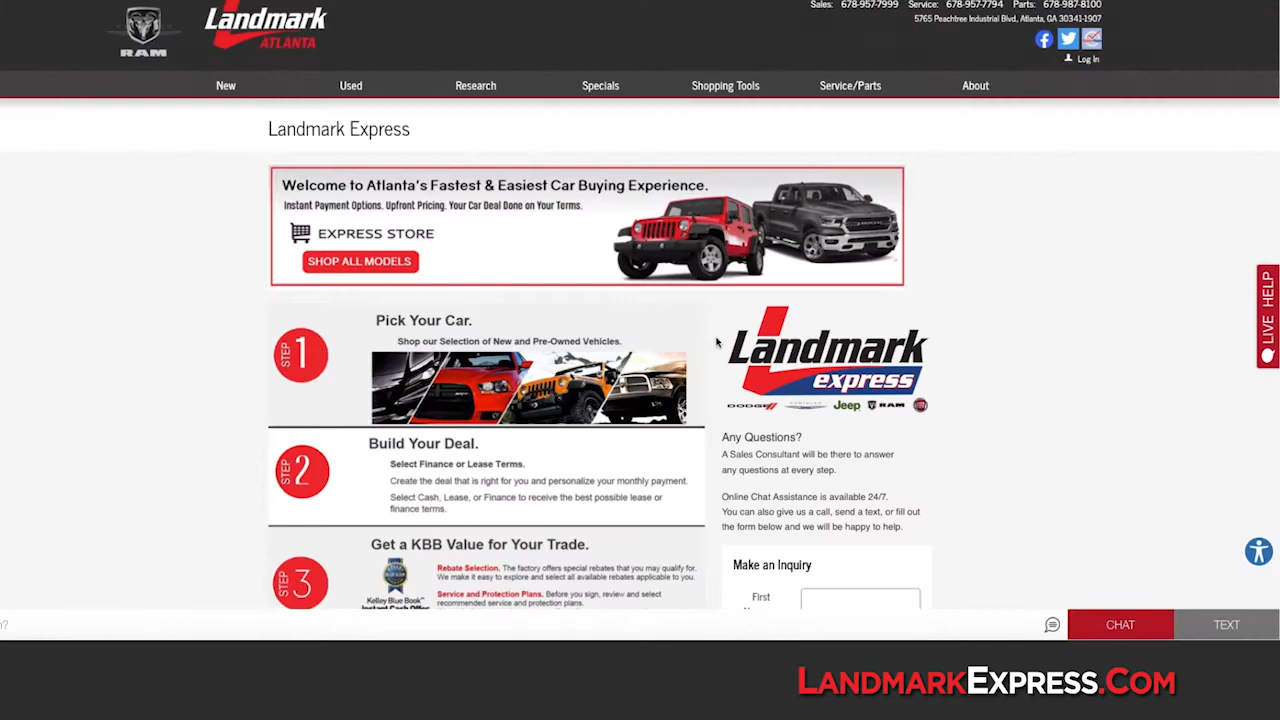 Sales: 678-957-7999 Service: 678-957-7794 Parts: 678-987-8100
5765 Peachtree Industrial Blvd, Atlanta, GA 30341-1907
RAM
Landmark
ATLANTA
Log In
New Used Research Specials Shopping Tools Service/Parts About
Landmark Express
Welcome to Atlanta's Fastest & Easiest Car Buying Experience.
Instant Payment Options. Upfront Pricing. Your Car Deal Done on Your Terms.
EXPRESS STORE
SHOP ALL MODELS
STEP 1
Pick Your Car.
Shop our Selection of New and Pre-Owned Vehicles.
STEP 2
Build Your Deal.
Select Finance or Lease Terms.
Create the deal that is right for you and personalize your monthly payment.
Select Cash, Lease, or Finance to receive the best possible lease or
finance terms.
STEP 3
Get a KBB Value for Your Trade.
Rebate Selection. The factory offers special rebates that you may qualify for.
We make it easy to explore and select all available rebates applicable to you.
Service and Protection Plans. Before you sign, review and select
recommended service and protection plans.
Kelley Blue Book
Instant Cash Offer
Landmark
express
DODGE CHRYSLER Jeep RAM FIAT
Any Questions?
A Sales Consultant will be there to answer
any questions at every step.
Online Chat Assistance is available 24/7.
You can also give us a call, send a text, or fill out
the form below and we will be happy to help.
Make an Inquiry
First
LIVE HELP
CHAT TEXT
LANDMARKEXPRESS.COM